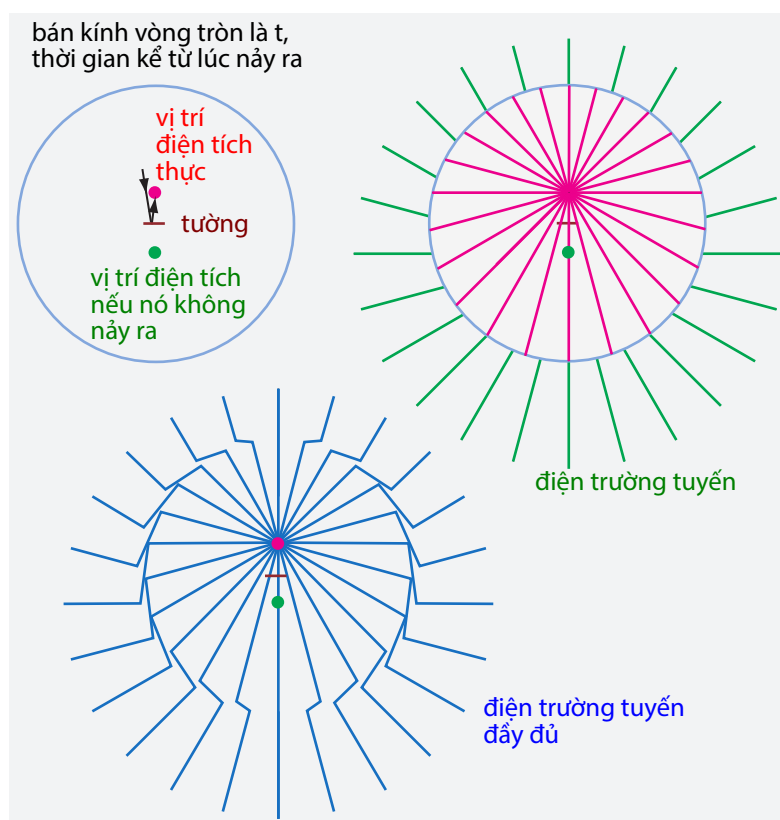 bán kính vòng tròn là t,
thời gian kể từ lúc nảy ra
vị trí
điện tích
thực
tường
vị trí điện tích
nếu nó không
nảy ra
điện trường tuyến
điện trường tuyến
đầy đủ